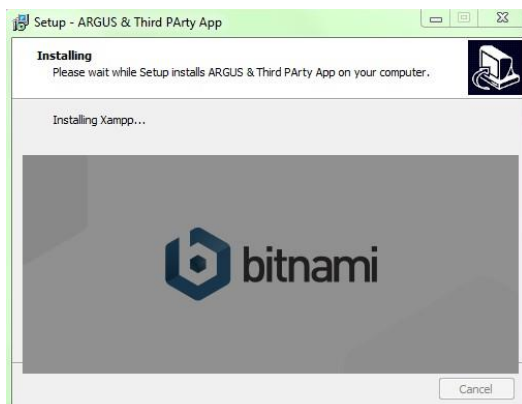 Setup - ARGUS & Third PArty App
Installing
Please wait while Setup installs ARGUS & Third PArty App on your computer.
Installing Xampp...
bitnami
Cancel